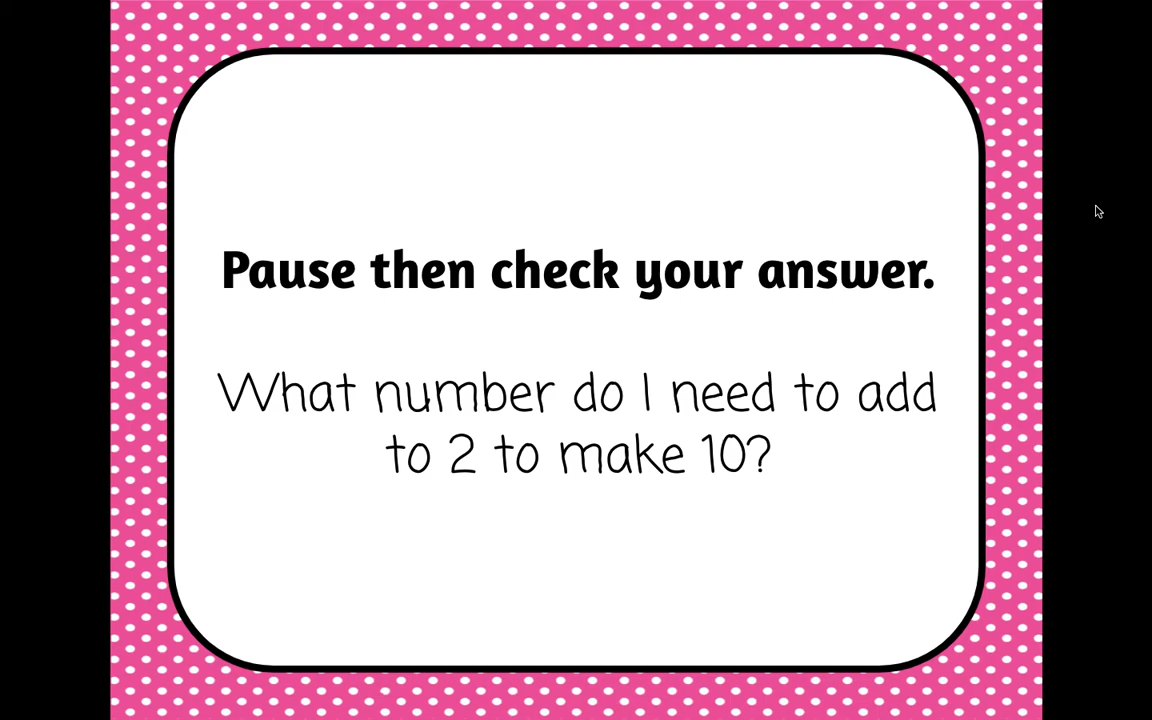 Pause then check your answer.
What number do I need to add
to 2 to make 10?